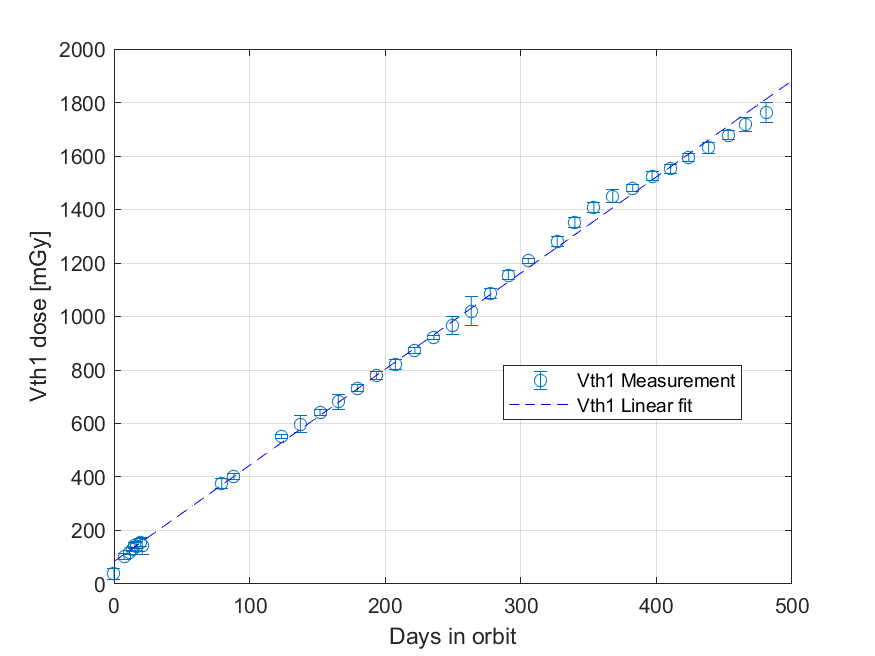 2000
1800
1600
1400
1200
1000
800
600
400
200
0
Vth1 dose [mGy]
Vth1 Measurement
Vth1 Linear fit
0 100 200 300 400 500
Days in orbit